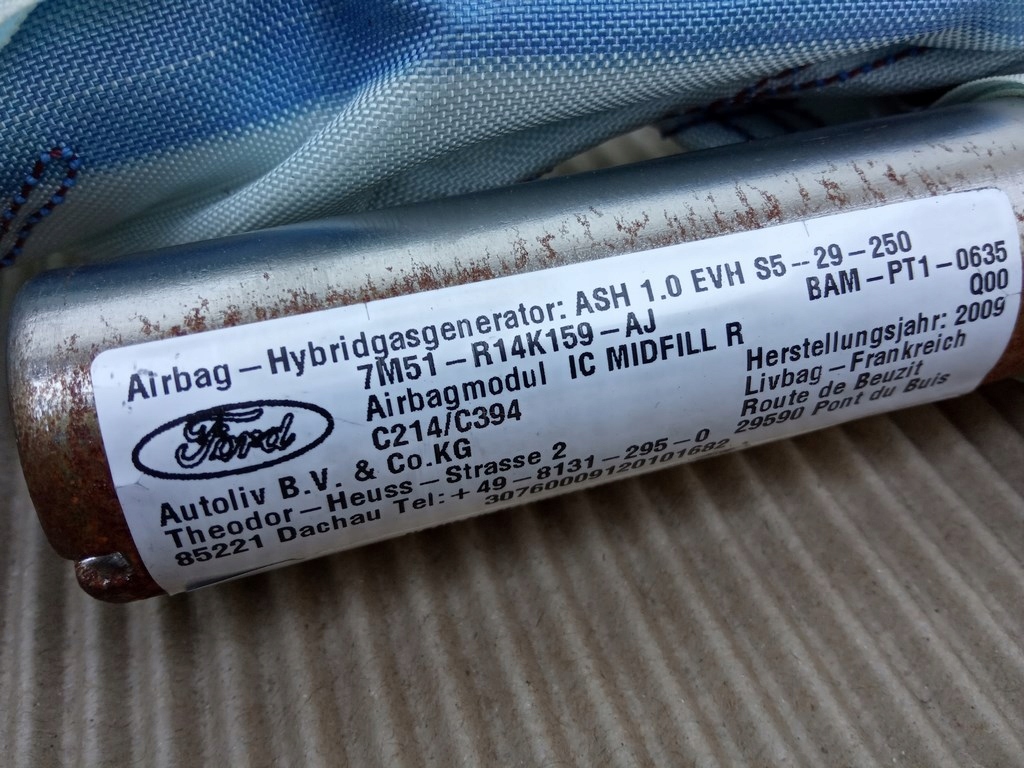 Airbag-Hybridgasgenerator: ASH 1.0 EVH S5-29-250
7M51-R14K159-AJ BAM-PT1-0635
Airbagmodul IC MIDFILL R Q00
C214/C394
Ford
Autoliv B.V. & Co.KG
Theodor-Heuss-Strasse 2
85221 Dachau Tel:+49-8131-295-0
Herstellungsjahr: 2009
Livbag-Frankreich
Route de Beuzit
29590 Pont du Buis
3076000912010168Z